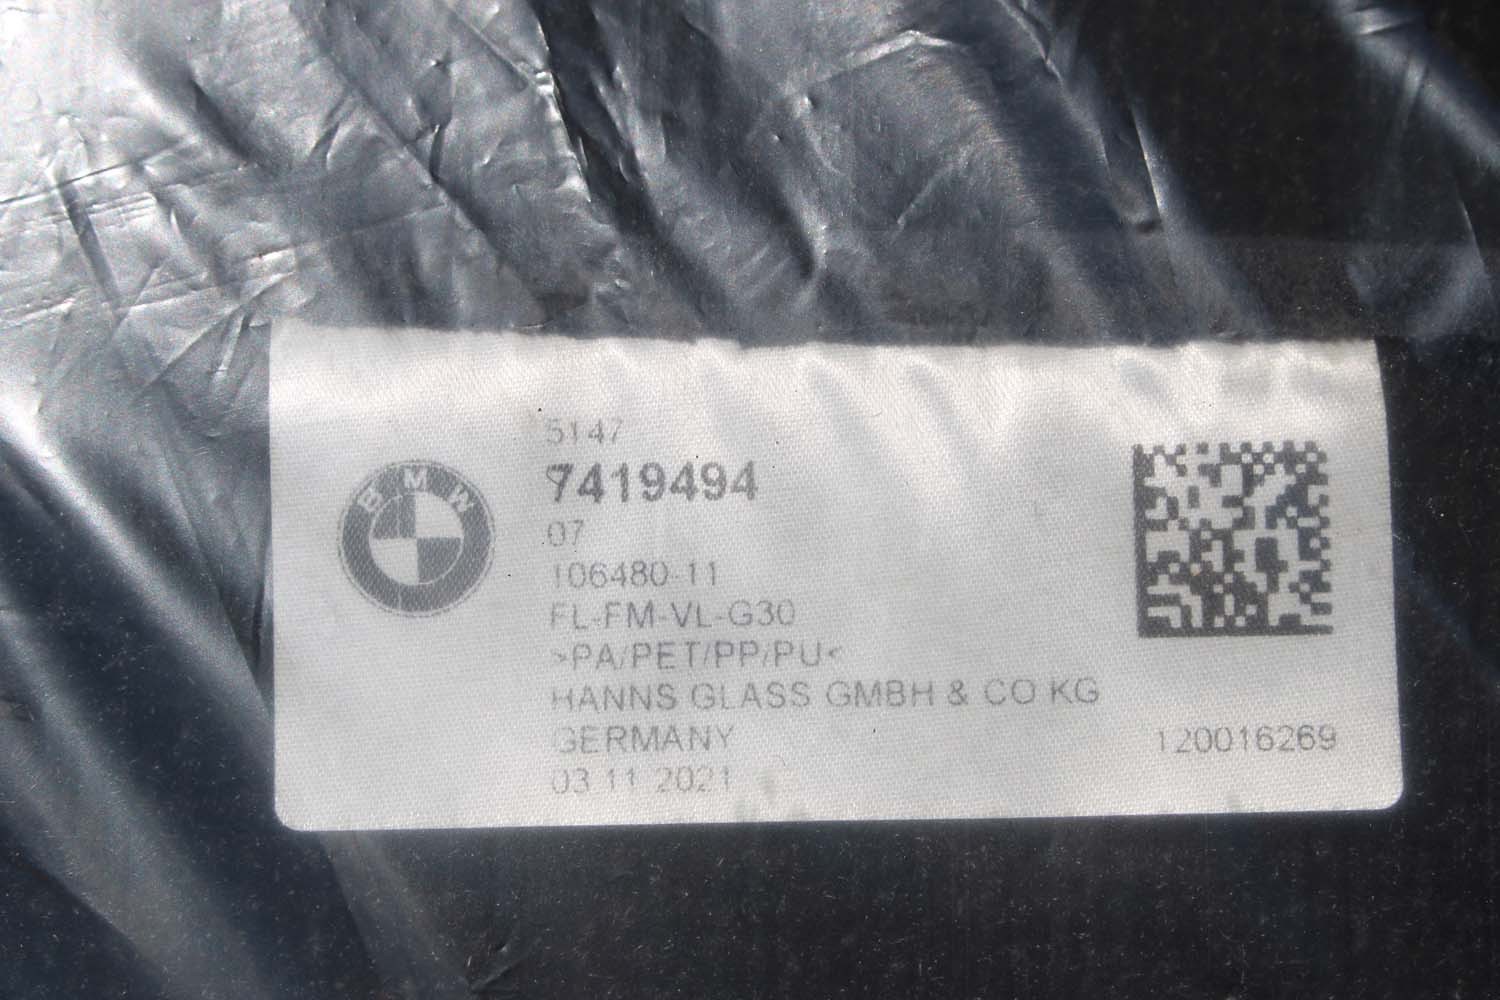 BMW
5147
7419494
07
106480-11
FL-FM-VL-G30
>PA/PET/PP/PU<
HANNS GLASS GMBH & CO KG
GERMANY
120016269
03.11.2021